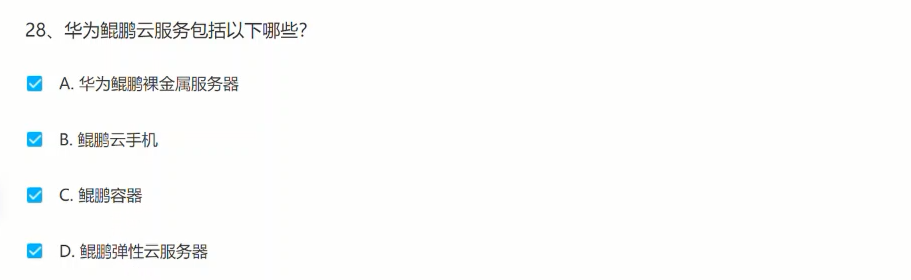 28、华为鲲鹏云服务包括以下哪些?
A. 华为鲲鹏裸金属服务器
B. 鲲鹏云手机
C. 鲲鹏容器
D. 鲲鹏弹性云服务器